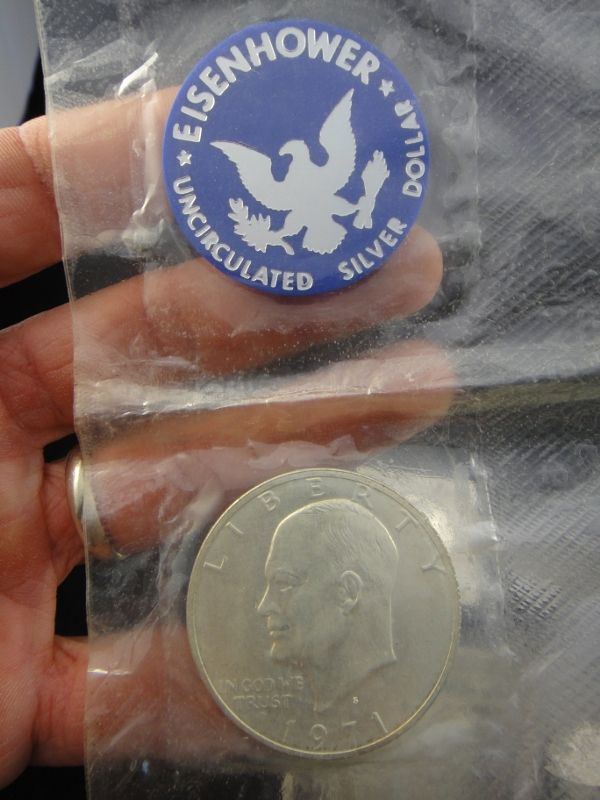 ★ EISENHOWER ★
UNCIRCULATED SILVER DOLLAR
LIBERTY
IN GOD WE
TRUST
S
1971